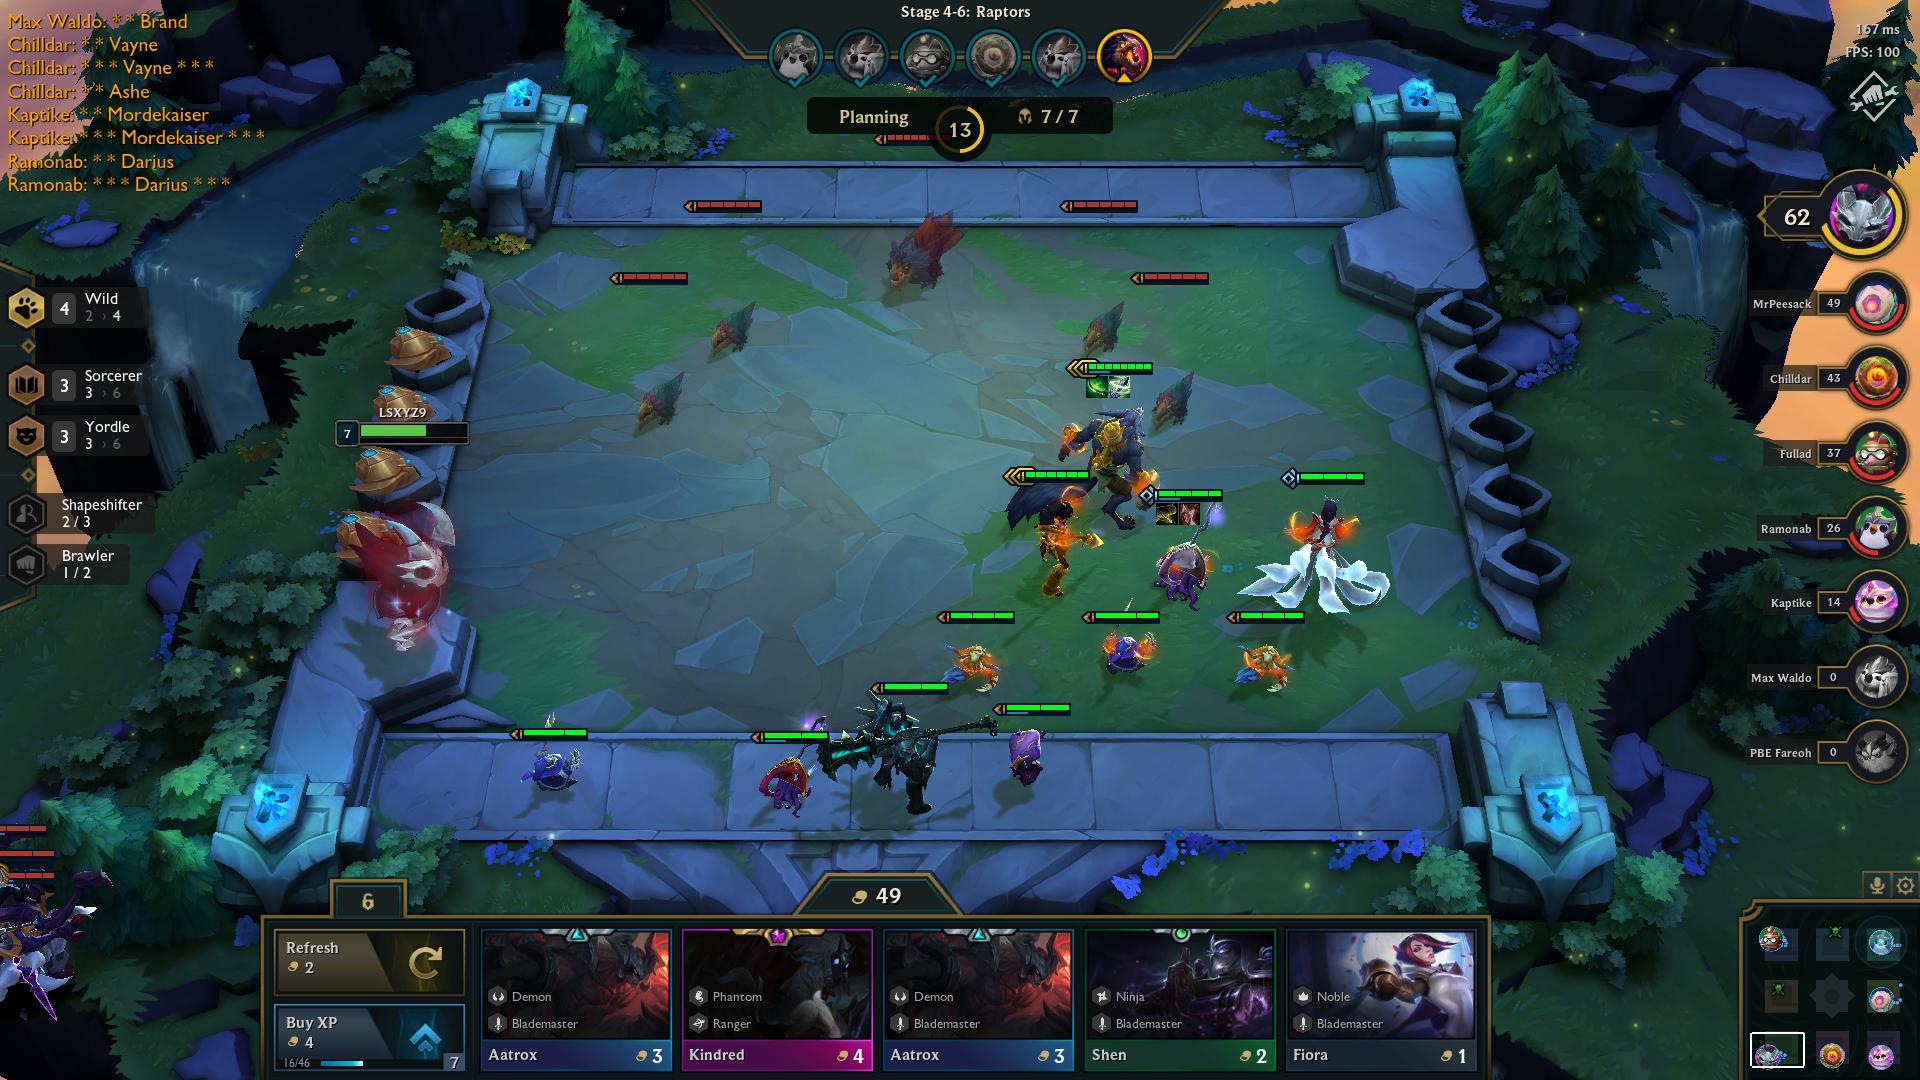 Max Waldo: * * Brand
Chilldar: * * Vayne
Chilldar: * * * Vayne * * *
Chilldar: * * Ashe
Kaptike: * * Mordekaiser
Kaptike: * * * Mordekaiser * * *
Ramonab: * * Darius
Ramonab: * * * Darius * * *
Stage 4-6: Raptors
167 ms
FPS: 100
Planning
13
7 / 7
62
MrPeesack 49
Chilldar 43
Fullad 37
Ramonab 26
Kaptike 14
Max Waldo 0
PBE Fareoh 0
4 Wild
2 › 4
3 Sorcerer
3 › 6
3 Yordle
3 › 6
Shapeshifter
2 / 3
Brawler
1 / 2
LSXYZ9
7
6
49
Refresh
2
Buy XP
4
16/46
7
Demon
Blademaster
Aatrox 3
Phantom
Ranger
Kindred 4
Demon
Blademaster
Aatrox 3
Ninja
Blademaster
Shen 2
Noble
Blademaster
Fiora 1